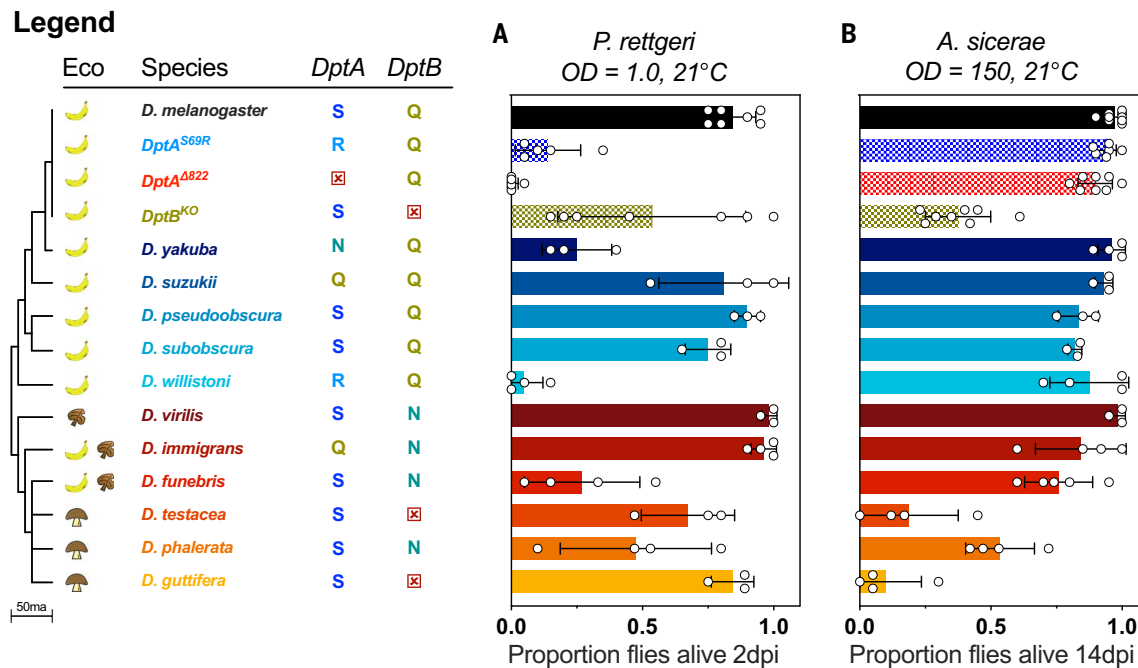 Legend
Eco Species DptA DptB
D. melanogaster S Q
DptA^S69R R Q
DptA^Δ822 Q
DptB^KO S
D. yakuba N Q
D. suzukii Q Q
D. pseudoobscura S Q
D. subobscura S Q
D. willistoni R Q
D. virilis S N
D. immigrans Q N
D. funebris S N
D. testacea S
D. phalerata S N
D. guttifera S
50ma
A
P. rettgeri
OD = 1.0, 21°C
0.0 0.5 1.0
Proportion flies alive 2dpi
B
A. sicerae
OD = 150, 21°C
0.0 0.5 1.0
Proportion flies alive 14dpi